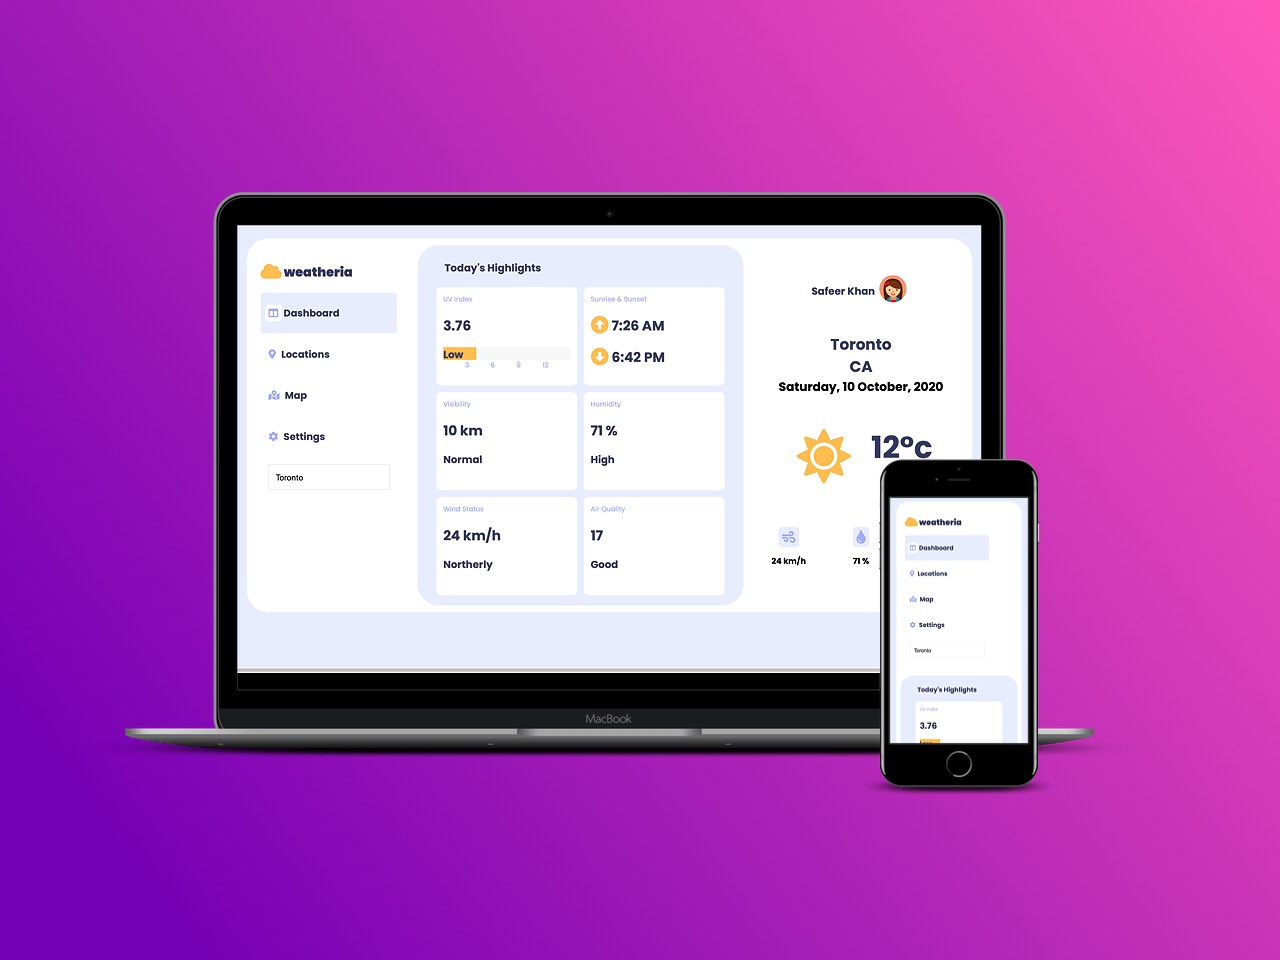 weatheria
Dashboard
Locations
Map
Settings
Toronto
Today's Highlights
UV Index
3.76
Low
3 6 9 12
Sunrise & Sunset
7:26 AM
6:42 PM
Visibility
10 km
Normal
Humidity
71 %
High
Wind Status
24 km/h
Northerly
Air Quality
17
Good
Safeer Khan
Toronto
CA
Saturday, 10 October, 2020
12°c
24 km/h
71 %
MacBook
weatheria
Dashboard
Locations
Map
Settings
Toronto
Today's Highlights
UV Index
3.76